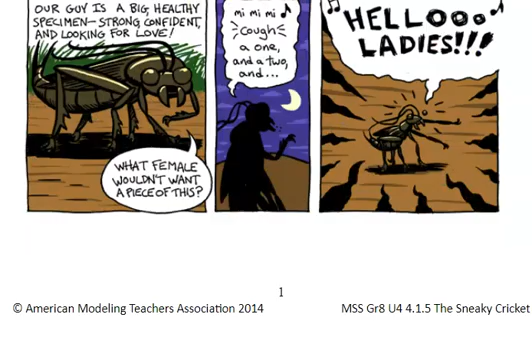 OUR GUY IS A BIG, HEALTHY
SPECIMEN—STRONG, CONFIDENT,
AND LOOKING FOR LOVE!
WHAT FEMALE
WOULDN'T WANT
A PIECE OF THIS?
mi mi mi ♪
*COUGH*
a one,
and a two,
and...
♫ HELLOOO ♪
LADIES!!!
1
© American Modeling Teachers Association 2014
MSS Gr8 U4 4.1.5 The Sneaky Cricket